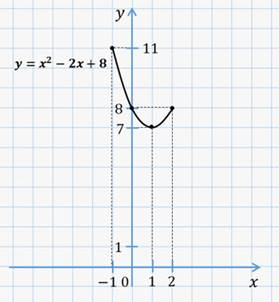 y
11
y = x² − 2x + 8
8
7
1
−1 0 1 2 x